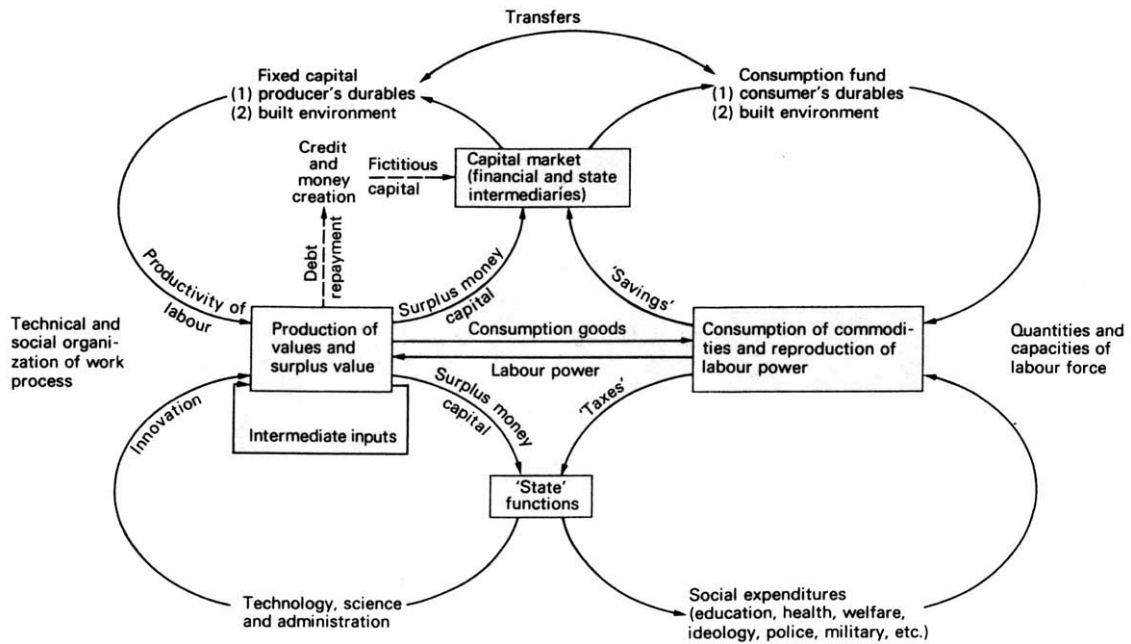 Transfers
Fixed capital
(1) producer's durables
(2) built environment
Consumption fund
(1) consumer's durables
(2) built environment
Credit
and
money
creation
Fictitious
capital
Capital market
(financial and state
intermediaries)
Debt
repayment
Productivity of
labour
Surplus money
capital
'Savings'
Technical and
social organi-
zation of work
process
Production of
values and
surplus value
Consumption goods
Labour power
Consumption of commodi-
ties and reproduction of
labour power
Quantities and
capacities of
labour force
Innovation
Intermediate inputs
Surplus money
capital
'Taxes'
'State'
functions
Technology, science
and administration
Social expenditures
(education, health, welfare,
ideology, police, military, etc.)